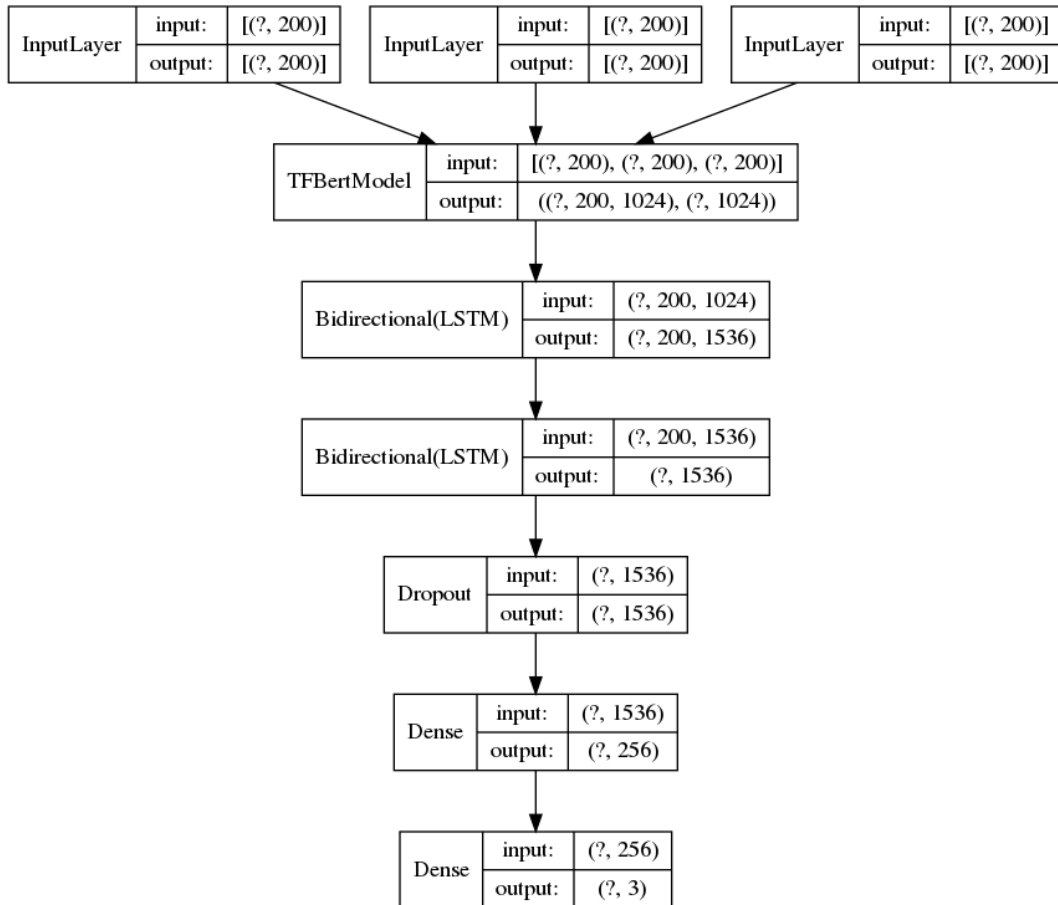 InputLayer input: [(?, 200)] output: [(?, 200)]
InputLayer input: [(?, 200)] output: [(?, 200)]
InputLayer input: [(?, 200)] output: [(?, 200)]
TFBertModel input: [(?, 200), (?, 200), (?, 200)] output: ((?, 200, 1024), (?, 1024))
Bidirectional(LSTM) input: (?, 200, 1024) output: (?, 200, 1536)
Bidirectional(LSTM) input: (?, 200, 1536) output: (?, 1536)
Dropout input: (?, 1536) output: (?, 1536)
Dense input: (?, 1536) output: (?, 256)
Dense input: (?, 256) output: (?, 3)